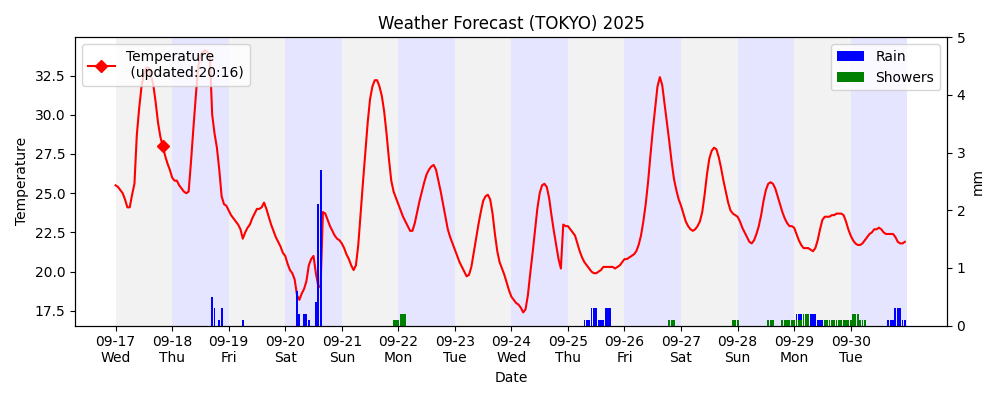 Weather Forecast (TOKYO) 2025
Temperature
(updated:20:16)
Rain
Showers
Temperature
32.5
30.0
27.5
25.0
22.5
20.0
17.5
5
4
3
2
1
0
mm
09-17 09-18 09-19 09-20 09-21 09-22 09-23 09-24 09-25 09-26 09-27 09-28 09-29 09-30
Wed Thu Fri Sat Sun Mon Tue Wed Thu Fri Sat Sun Mon Tue
Date